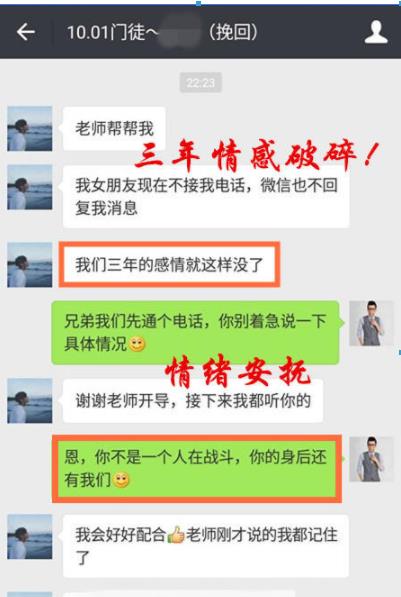 10.01门徒～ （挽回）
22:23
老师帮帮我
三年情感破碎！
我女朋友现在不接我电话，微信也不回
复我消息
我们三年的感情就这样没了
兄弟我们先通个电话，你别着急说一下
具体情况
情绪安抚
谢谢老师开导，接下来我都听你的
恩，你不是一个人在战斗，你的身后还
有我们
我会好好配合👍老师刚才说的我都记住
了